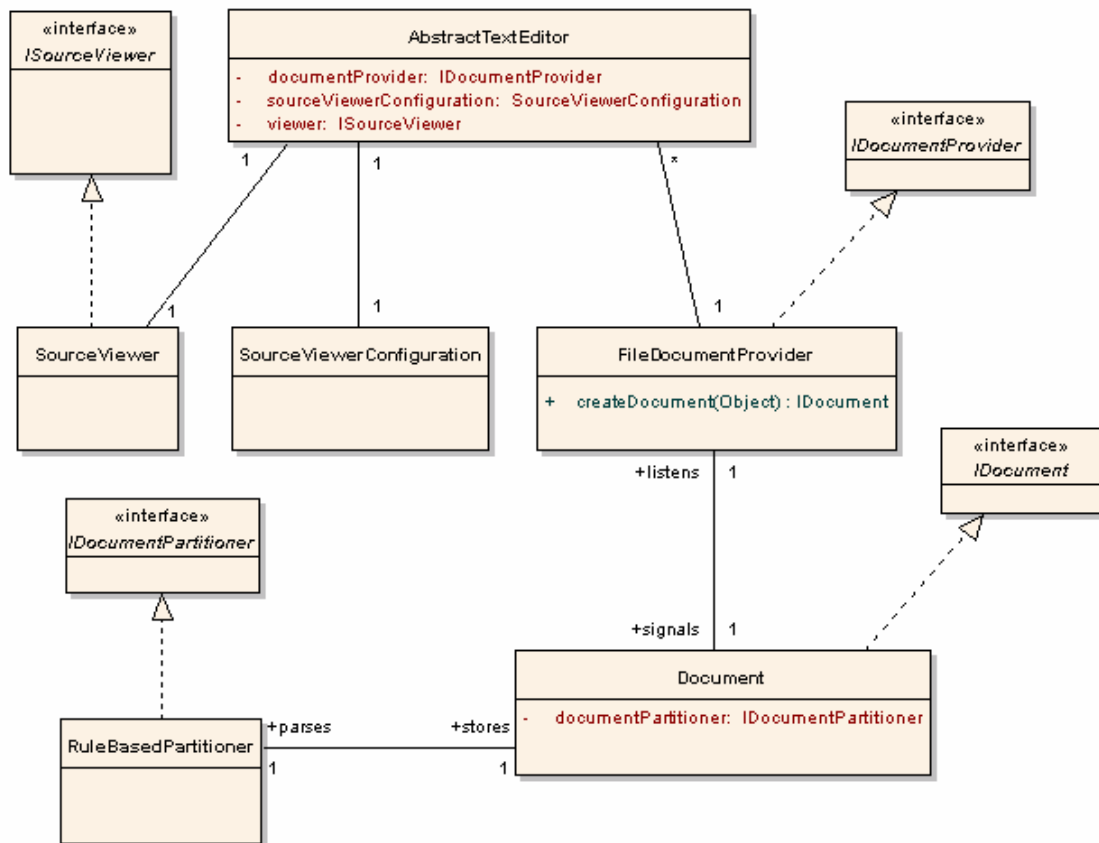 «interface»
ISourceViewer
AbstractTextEditor
- documentProvider: IDocumentProvider
- sourceViewerConfiguration: SourceViewerConfiguration
- viewer: ISourceViewer
«interface»
IDocumentProvider
1
1
*
1
1
1
SourceViewer
SourceViewerConfiguration
FileDocumentProvider
+ createDocument(Object) : IDocument
«interface»
IDocument
+listens
1
«interface»
IDocumentPartitioner
+signals
1
Document
- documentPartitioner: IDocumentPartitioner
RuleBasedPartitioner
+parses
+stores
1
1